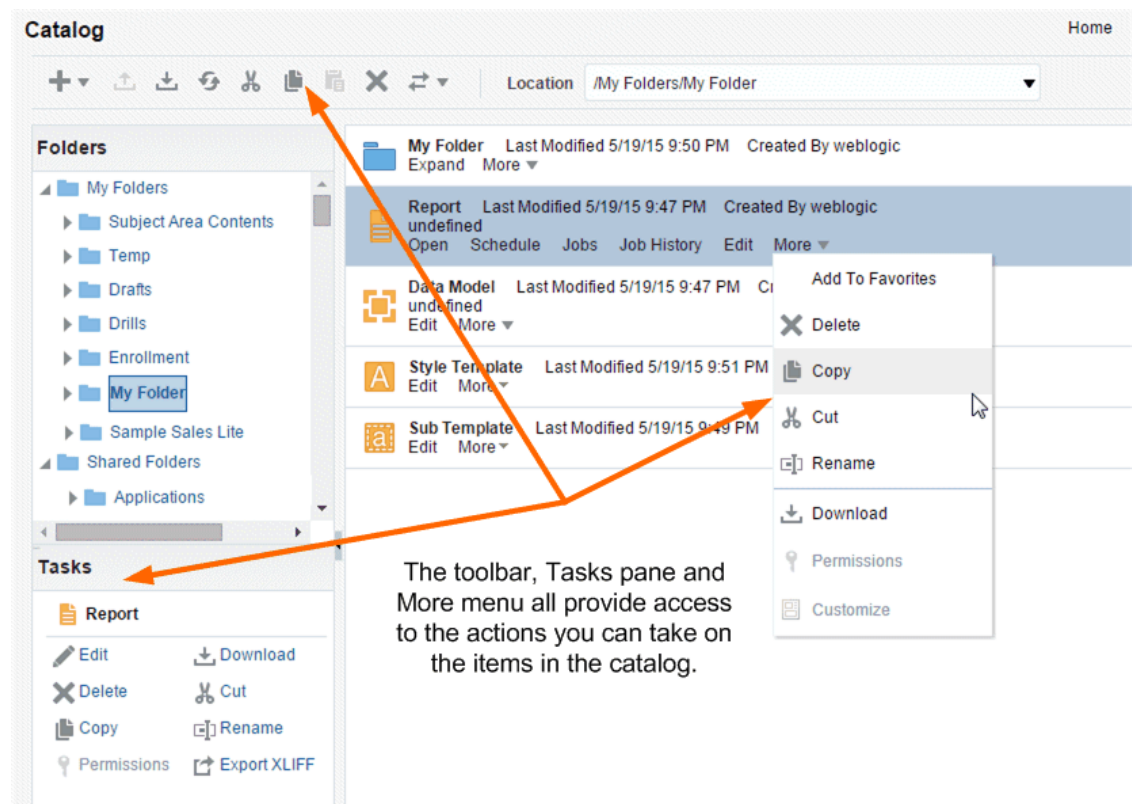 Catalog
Home
Location /My Folders/My Folder
Folders
My Folders
Subject Area Contents
Temp
Drafts
Drills
Enrollment
My Folder
Sample Sales Lite
Shared Folders
Applications
My Folder Last Modified 5/19/15 9:50 PM Created By weblogic
Expand More
Report Last Modified 5/19/15 9:47 PM Created By weblogic
undefined
Open Schedule Jobs Job History Edit More
Data Model Last Modified 5/19/15 9:47 PM
undefined
Edit More
Style Template Last Modified 5/19/15 9:51 PM
Edit More
Sub Template Last Modified 5/19/15 9:49 PM
Edit More
Add To Favorites
Delete
Copy
Cut
Rename
Download
Permissions
Customize
Tasks
Report
Edit Download
Delete Cut
Copy Rename
Permissions Export XLIFF
The toolbar, Tasks pane and
More menu all provide access
to the actions you can take on
the items in the catalog.